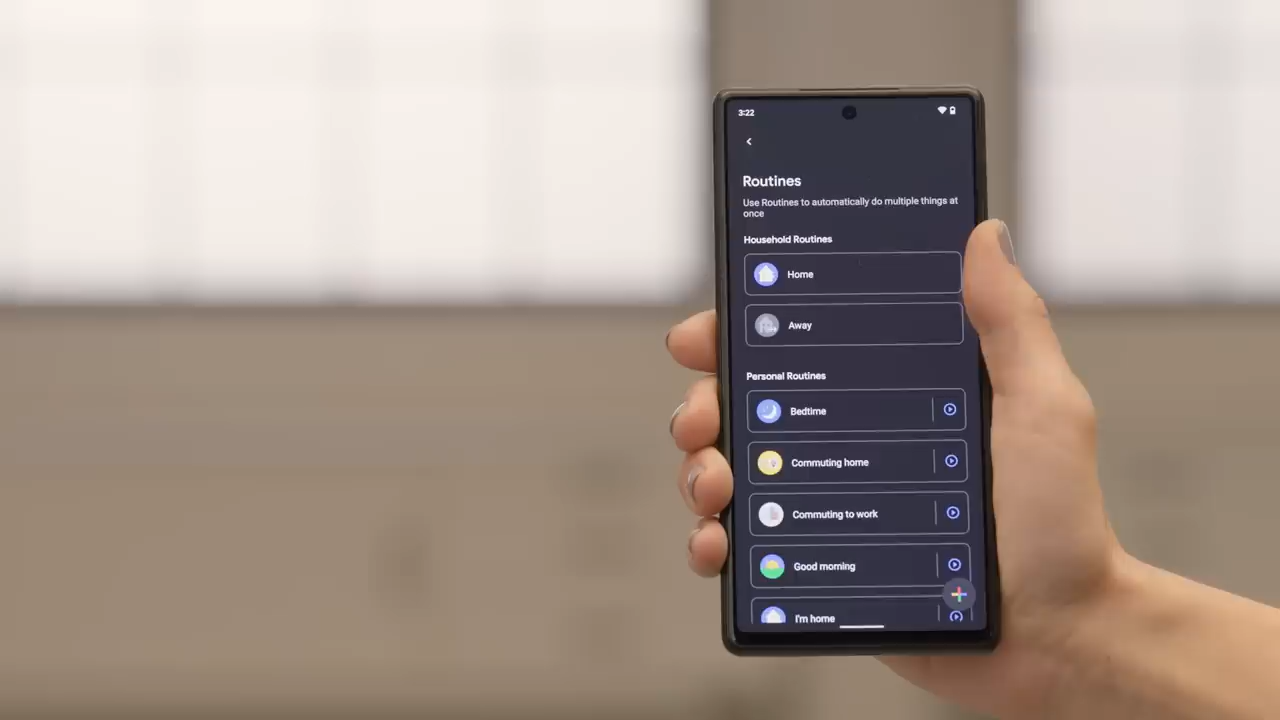 3:22
Routines
Use Routines to automatically do multiple things at
once
Household Routines
Home
Away
Personal Routines
Bedtime
Commuting home
Commuting to work
Good morning
I'm home